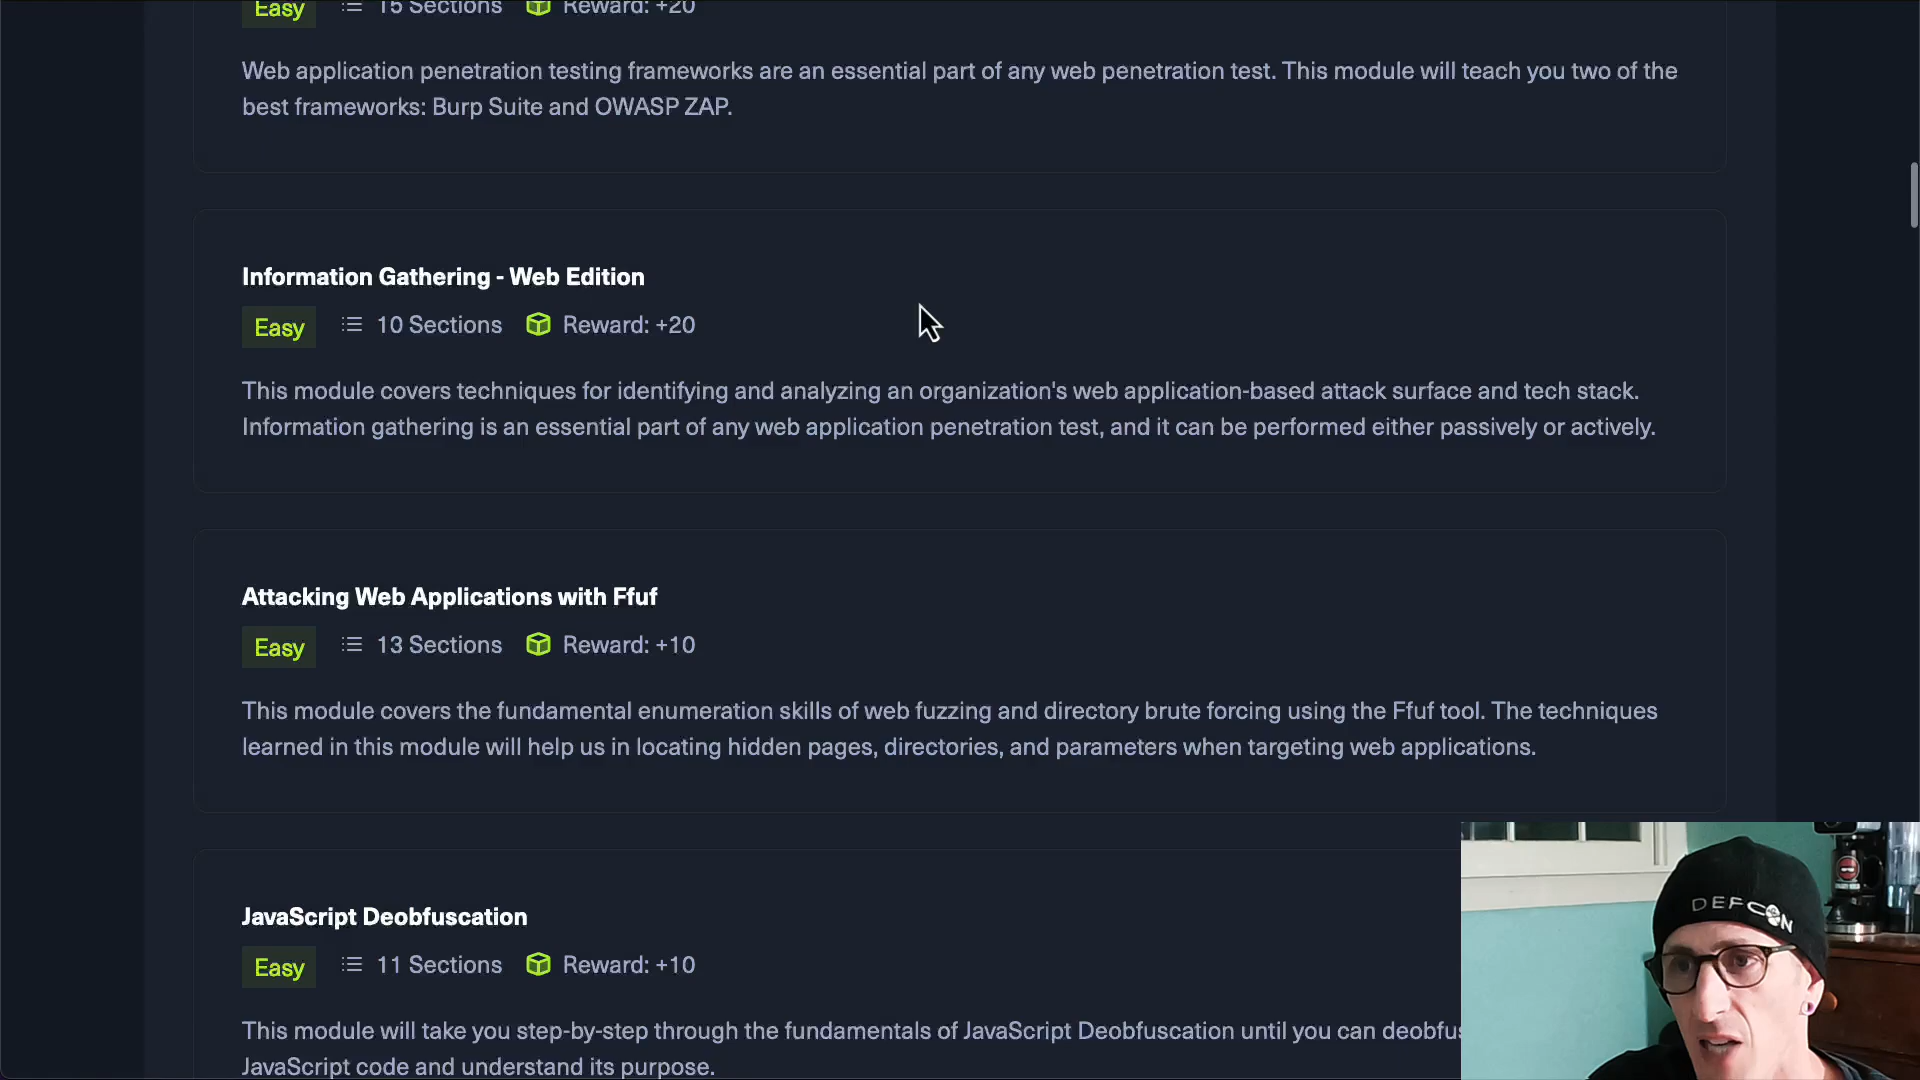 Easy 15 Sections Reward: +20
Web application penetration testing frameworks are an essential part of any web penetration test. This module will teach you two of the
best frameworks: Burp Suite and OWASP ZAP.
Information Gathering - Web Edition
Easy 10 Sections Reward: +20
This module covers techniques for identifying and analyzing an organization's web application-based attack surface and tech stack.
Information gathering is an essential part of any web application penetration test, and it can be performed either passively or actively.
Attacking Web Applications with Ffuf
Easy 13 Sections Reward: +10
This module covers the fundamental enumeration skills of web fuzzing and directory brute forcing using the Ffuf tool. The techniques
learned in this module will help us in locating hidden pages, directories, and parameters when targeting web applications.
JavaScript Deobfuscation
Easy 11 Sections Reward: +10
This module will take you step-by-step through the fundamentals of JavaScript Deobfuscation until you can deobfus
JavaScript code and understand its purpose.
DEFCON